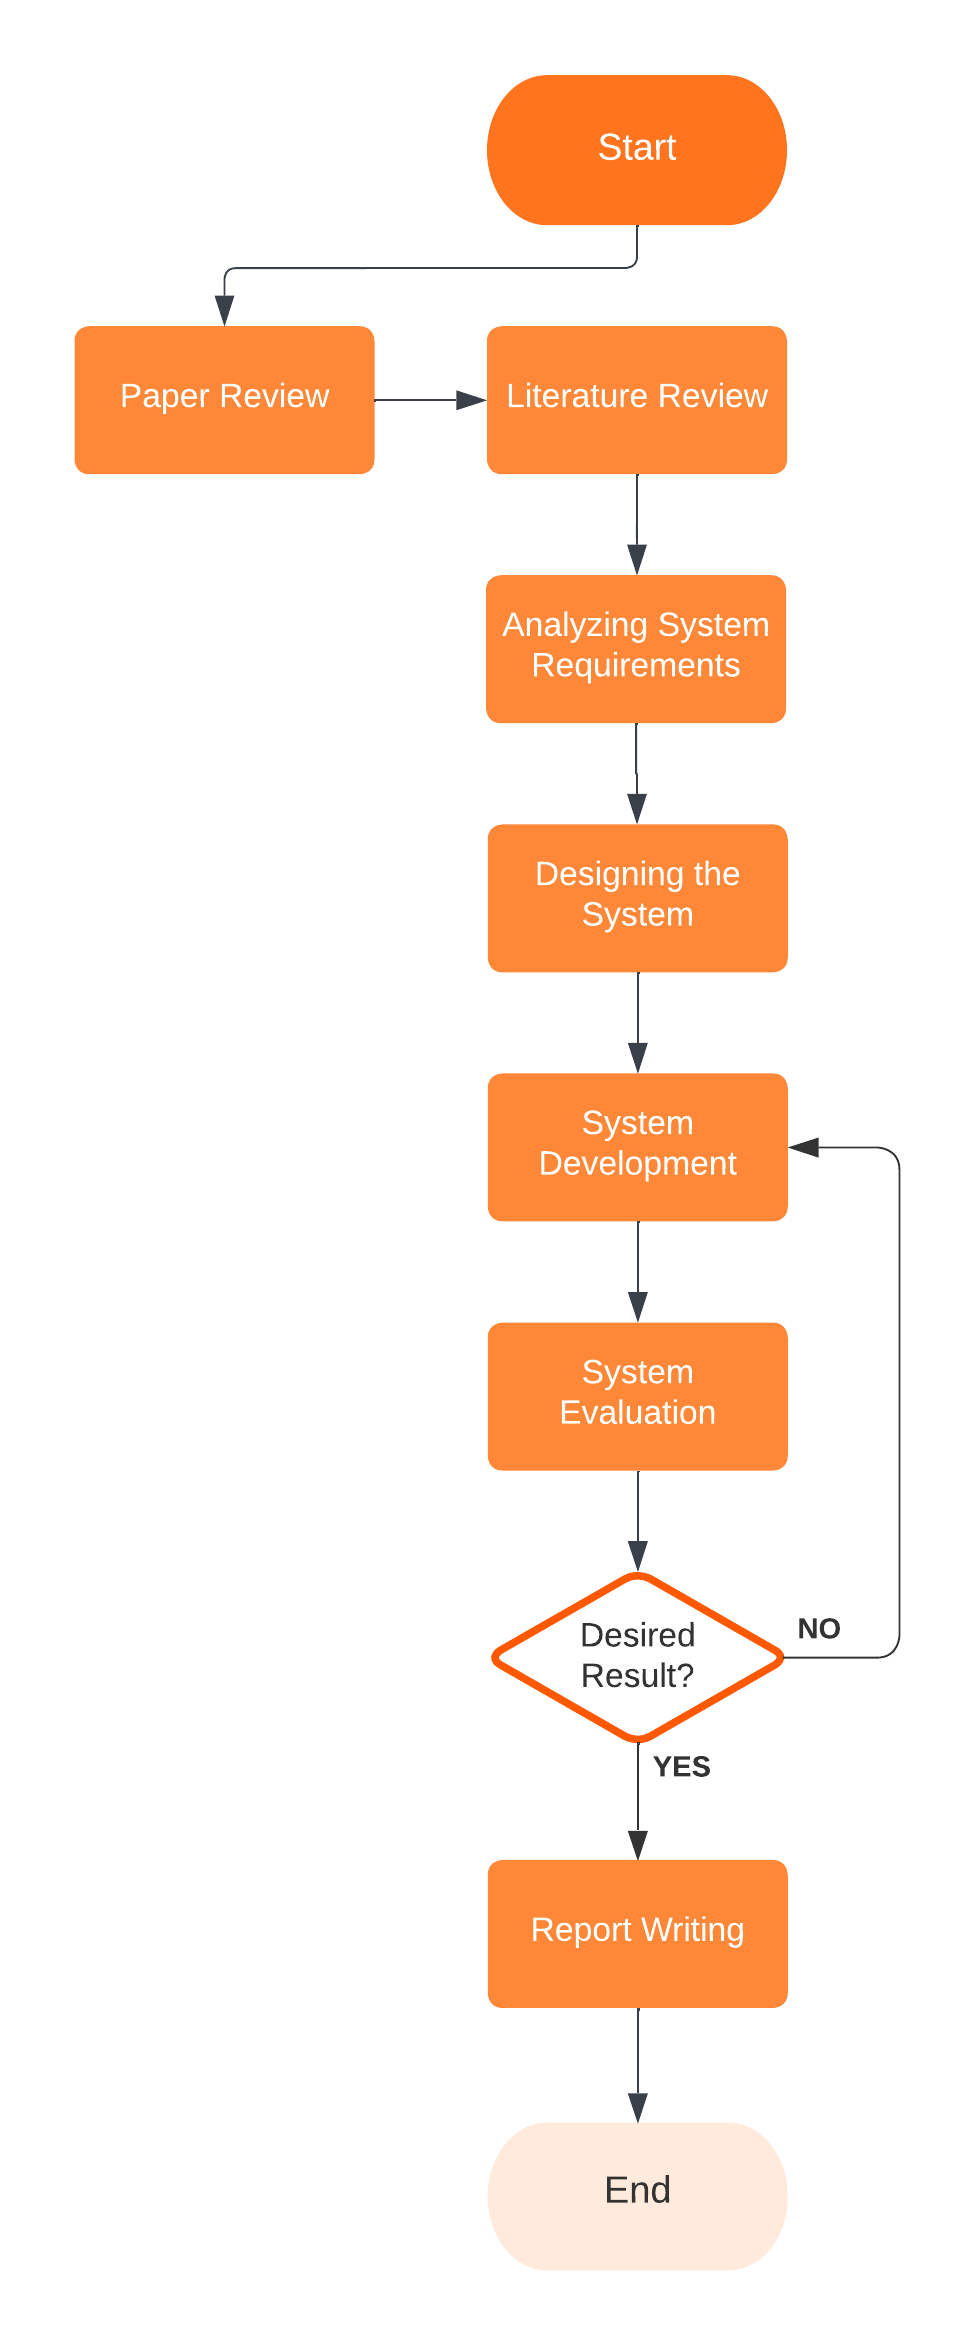 Start
Paper Review
Literature Review
Analyzing System
Requirements
Designing the
System
System
Development
System
Evaluation
Desired
Result?
NO
YES
Report Writing
End